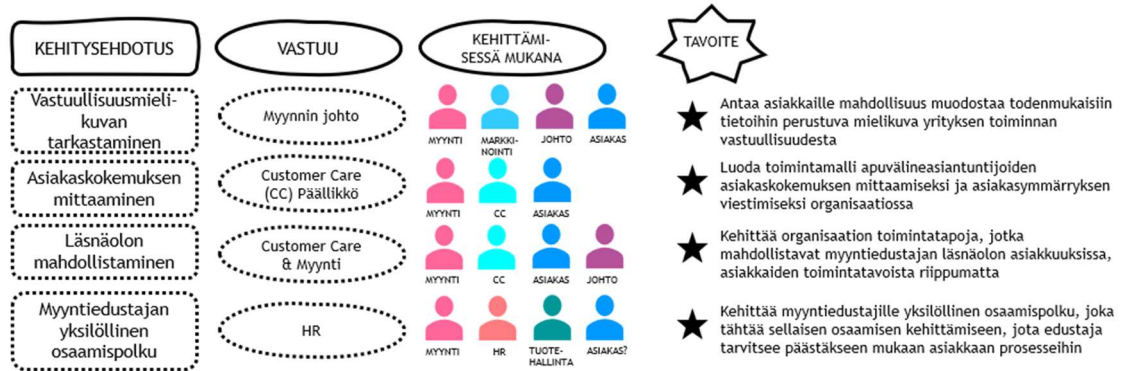 KEHITYSEHDOTUS
VASTUU
KEHITTÄMI-
SESSÄ MUKANA
TAVOITE
Vastuullisuusmieli-
kuvan
tarkastaminen
Myynnin johto
MYYNTI
MARKKI-
NOINTI
JOHTO
ASIAKAS
Antaa asiakkaille mahdollisuus muodostaa todenmukaisiin
tietoihin perustuva mielikuva yrityksen toiminnan
vastuullisuudesta
Asiakaskokemuksen
mittaaminen
Customer Care
(CC) Päällikkö
MYYNTI
CC
ASIAKAS
Luoda toimintamalli apuvälineasiantuntijoiden
asiakaskokemuksen mittaamiseksi ja asiakasymmärryksen
viestimiseksi organisaatiossa
Läsnäolon
mahdollistaminen
Customer Care
& Myynti
MYYNTI
CC
ASIAKAS
JOHTO
Kehittää organisaation toimintatapoja, jotka
mahdollistavat myyntiedustajan läsnäolon asiakkuuksissa,
asiakkaiden toimintatavoista riippumatta
Myyntiedustajan
yksilöllinen
osaamispolku
HR
MYYNTI
HR
TUOTE-
HALLINTA
ASIAKAS?
Kehittää myyntiedustajille yksilöllinen osaamispolku, joka
tähtää sellaisen osaamisen kehittämiseen, jota edustaja
tarvitsee päästäkseen mukaan asiakkaan prosesseihin